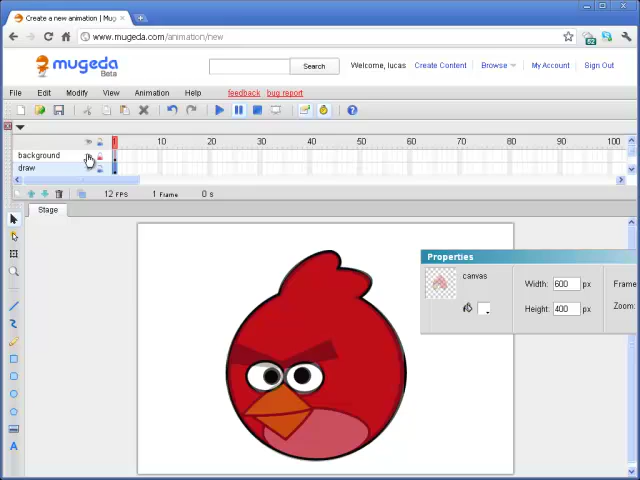 Create a new animation | Mug
www.mugeda.com/animation/new
mugeda
Beta
Search
Welcome, lucas
Create Content
Browse
My Account
Sign Out
File
Edit
Modify
View
Animation
Help
feedback
bug report
10 20 30 40 50 60 70 80 90 100
background
draw
12 FPS
1 Frame
0 s
Stage
Properties
canvas
Width: 600 px
Frame
Height: 400 px
Zoom:
A